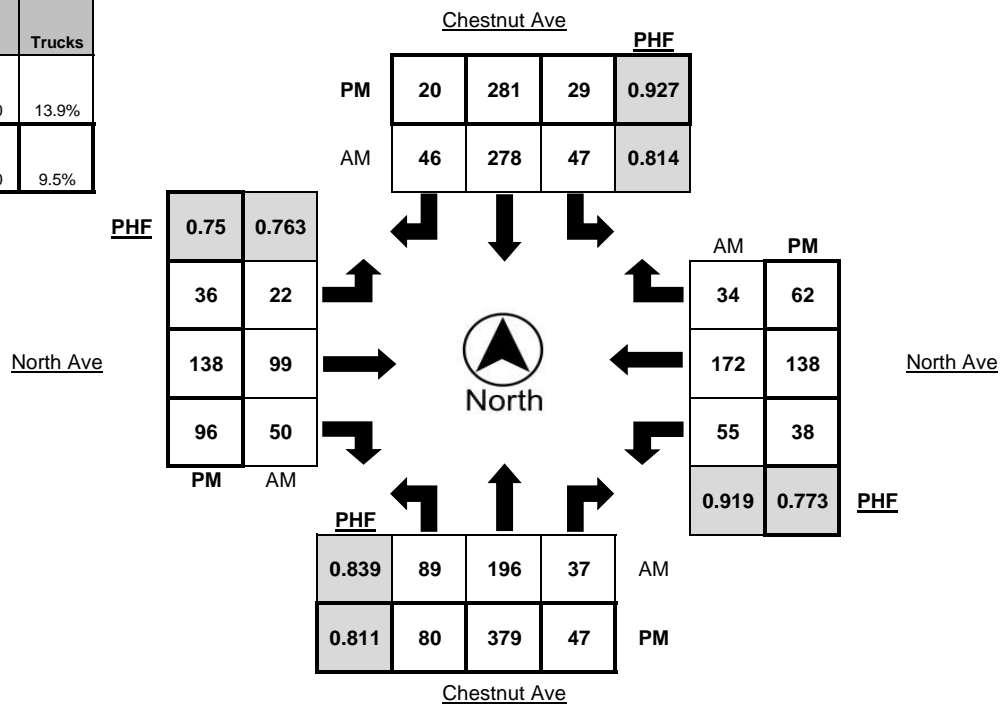 Chestnut Ave
Trucks
PHF
PM 20 281 29 0.927
13.9%
AM 46 278 47 0.814
9.5%
PHF 0.75 0.763
AM PM
36 22
34 62
North Ave 138 99
172 138 North Ave
North
96 50
55 38
PM AM
0.919 0.773 PHF
PHF
0.839 89 196 37 AM
0.811 80 379 47 PM
Chestnut Ave